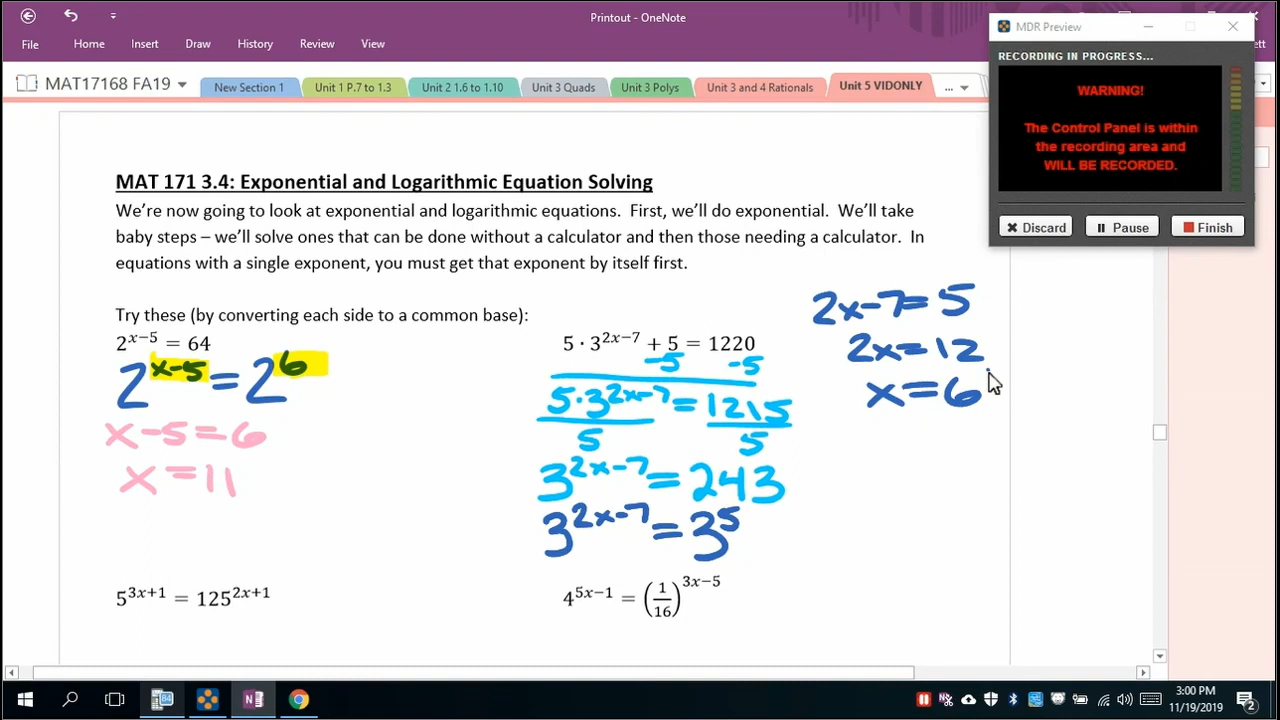 Printout - OneNote
File Home Insert Draw History Review View
MAT17168 FA19
New Section 1 Unit 1 P.7 to 1.3 Unit 2 1.6 to 1.10 Unit 3 Quads Unit 3 Polys Unit 3 and 4 Rationals Unit 5 VIDONLY ...
MDR Preview
RECORDING IN PROGRESS...
WARNING!
The Control Panel is within
the recording area and
WILL BE RECORDED.
Discard Pause Finish
MAT 171 3.4: Exponential and Logarithmic Equation Solving
We’re now going to look at exponential and logarithmic equations. First, we’ll do exponential. We’ll take
baby steps – we’ll solve ones that can be done without a calculator and then those needing a calculator. In
equations with a single exponent, you must get that exponent by itself first.
Try these (by converting each side to a common base):
2^{x−5} = 64
2^{x-5} = 2^{6}
x-5=6
x=11
5 · 3^{2x−7} + 5 = 1220
-5 -5
5·3^{2x-7} = 1215
5 5
3^{2x-7} = 243
3^{2x-7} = 3^{5}
2x-7=5
2x=12
x=6
5^{3x+1} = 125^{2x+1}
4^{5x−1} = (1/16)^{3x−5}
3:00 PM
11/19/2019
2